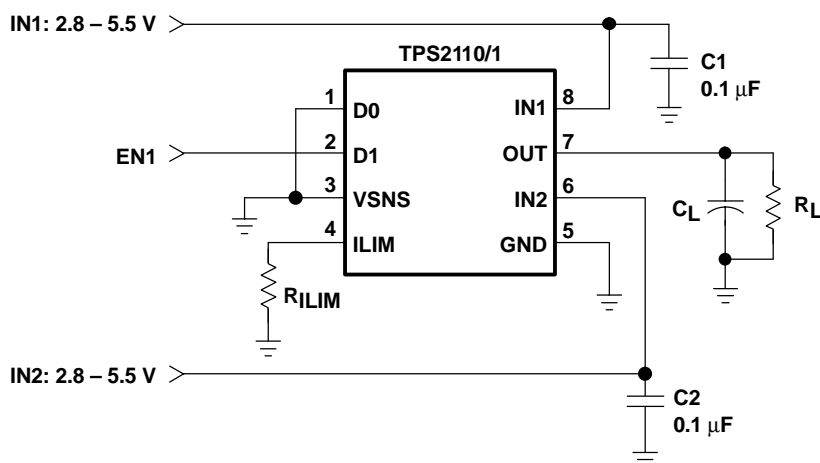 IN1: 2.8 – 5.5 V
TPS2110/1
C1
0.1 μF
1
D0
IN1
8
EN1
2
D1
OUT
7
3
VSNS
IN2
6
CL
RL
4
ILIM
GND
5
RILIM
IN2: 2.8 – 5.5 V
C2
0.1 μF